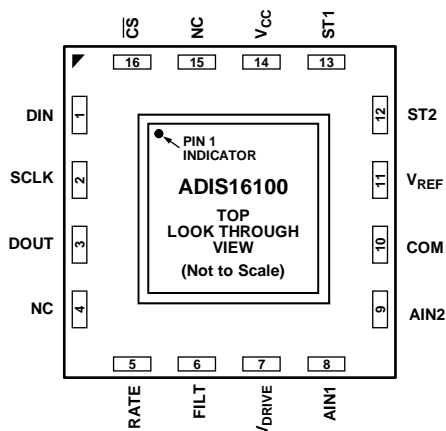 CS
NC
VCC
ST1
16
15
14
13
DIN
1
SCLK
2
DOUT
3
NC
4
PIN 1
INDICATOR
ADIS16100
TOP
LOOK THROUGH
VIEW
(Not to Scale)
12
ST2
11
VREF
10
COM
9
AIN2
5
6
7
8
RATE
FILT
VDRIVE
AIN1